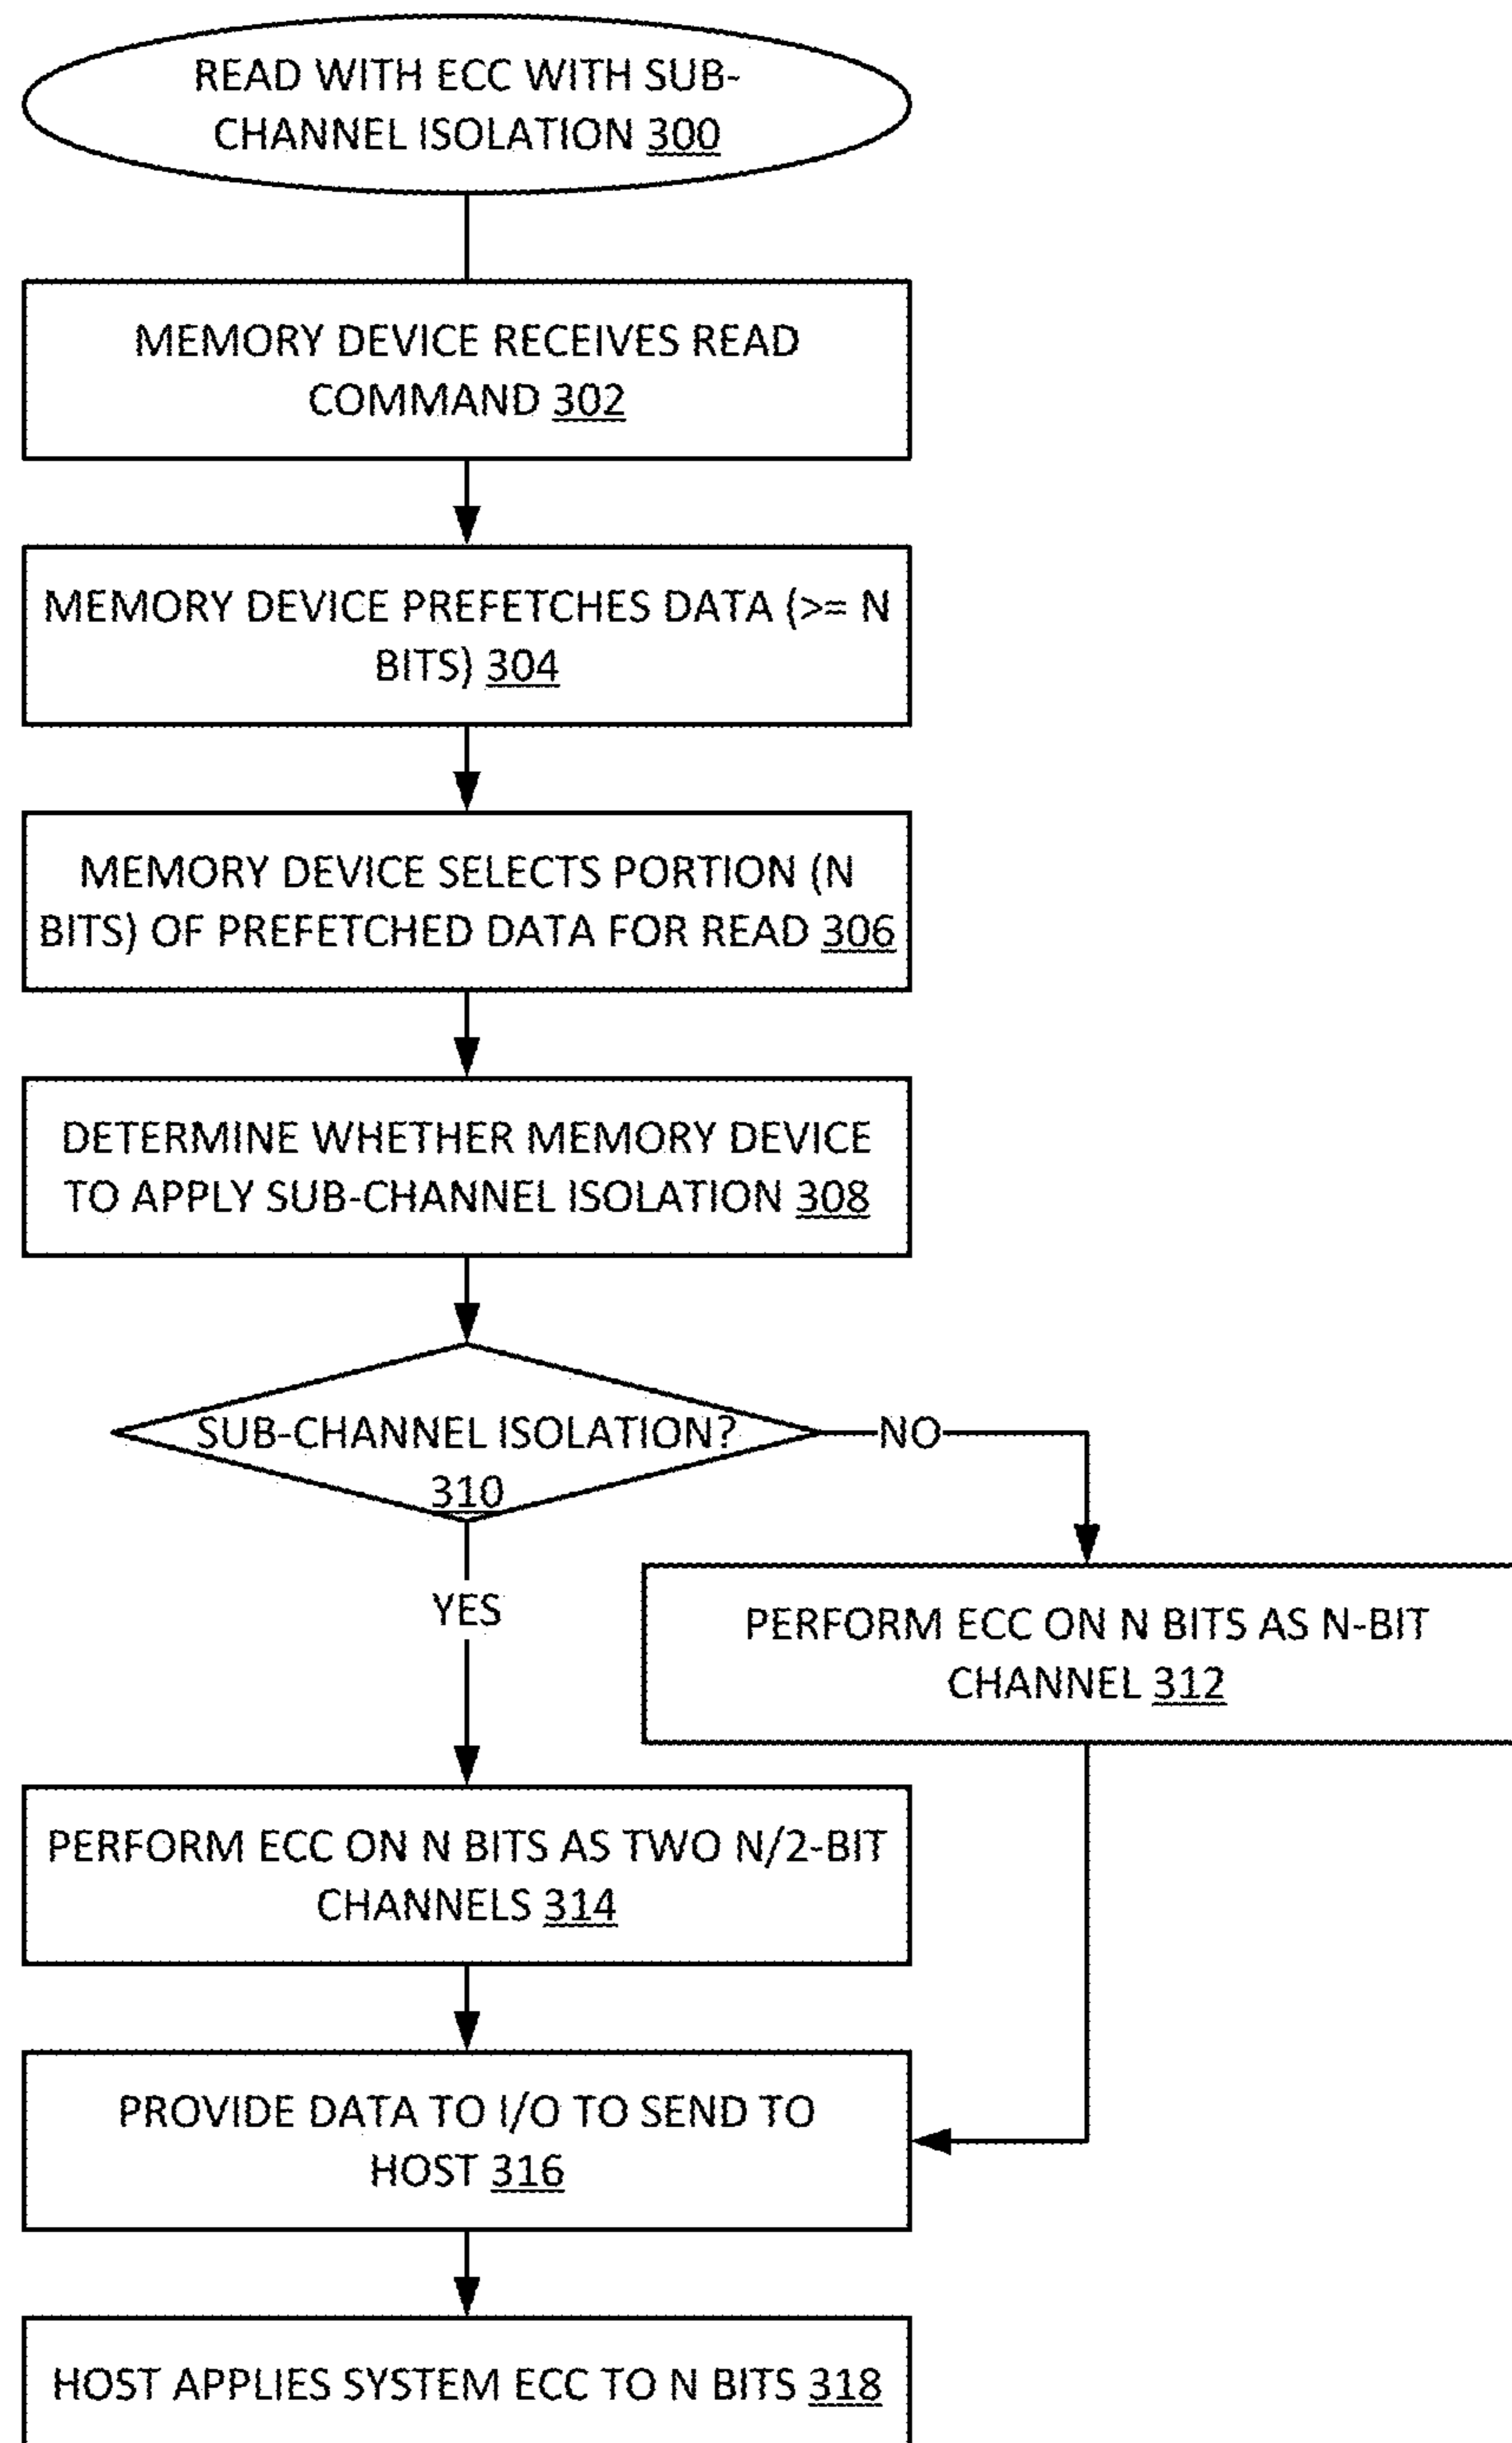 READ WITH ECC WITH SUB-
CHANNEL ISOLATION 300
MEMORY DEVICE RECEIVES READ
COMMAND 302
MEMORY DEVICE PREFETCHES DATA (>= N
BITS) 304
MEMORY DEVICE SELECTS PORTION (N
BITS) OF PREFETCHED DATA FOR READ 306
DETERMINE WHETHER MEMORY DEVICE
TO APPLY SUB-CHANNEL ISOLATION 308
SUB-CHANNEL ISOLATION?
310
NO
YES
PERFORM ECC ON N BITS AS N-BIT
CHANNEL 312
PERFORM ECC ON N BITS AS TWO N/2-BIT
CHANNELS 314
PROVIDE DATA TO I/O TO SEND TO
HOST 316
HOST APPLIES SYSTEM ECC TO N BITS 318